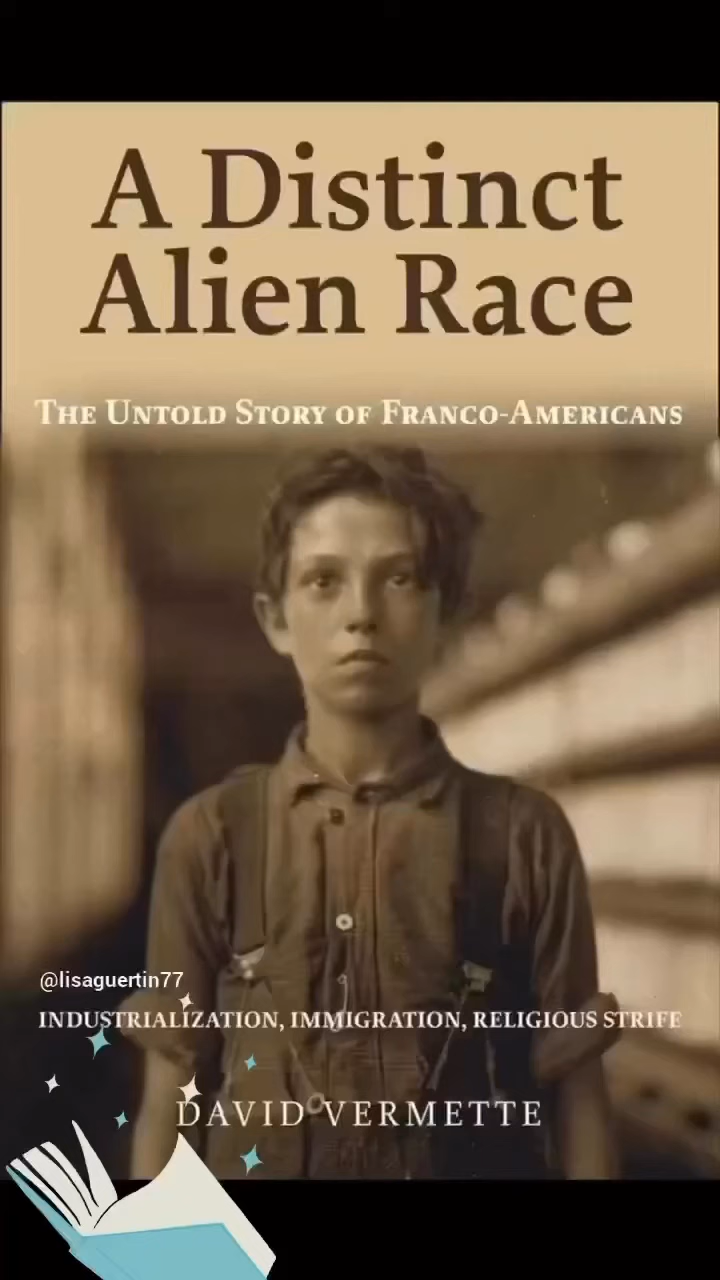 A Distinct
Alien Race
The Untold Story of Franco-Americans
@lisaguertin77
INDUSTRIALIZATION, IMMIGRATION, RELIGIOUS STRIFE
DAVID VERMETTE